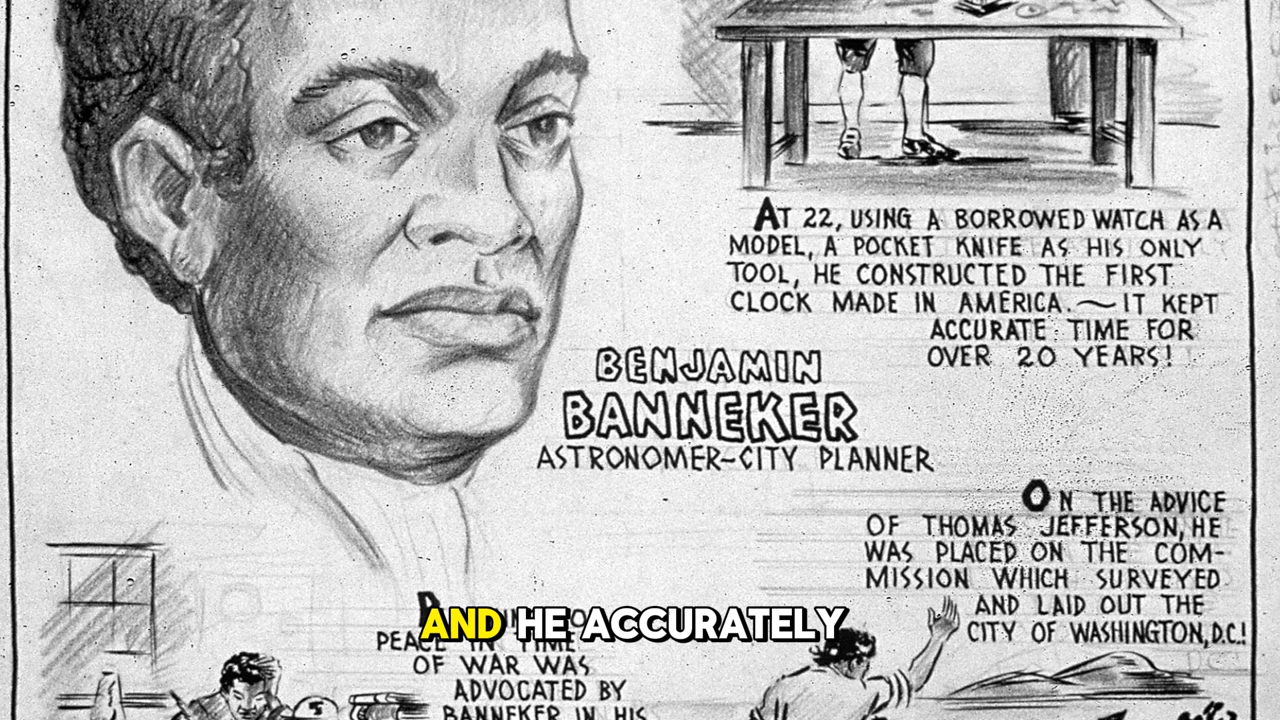 AT 22, USING A BORROWED WATCH AS A
MODEL, A POCKET KNIFE AS HIS ONLY
TOOL, HE CONSTRUCTED THE FIRST
CLOCK MADE IN AMERICA.~IT KEPT
ACCURATE TIME FOR
OVER 20 YEARS!
BENJAMIN
BANNEKER
ASTRONOMER-CITY PLANNER
ON THE ADVICE
OF THOMAS JEFFERSON, HE
WAS PLACED ON THE COM-
MISSION WHICH SURVEYED
AND LAID OUT THE
CITY OF WASHINGTON, D.C.!
AND HE ACCURATELY
PEACE IN TIME
OF WAR WAS
ADVOCATED BY
BANNEKER IN HIS